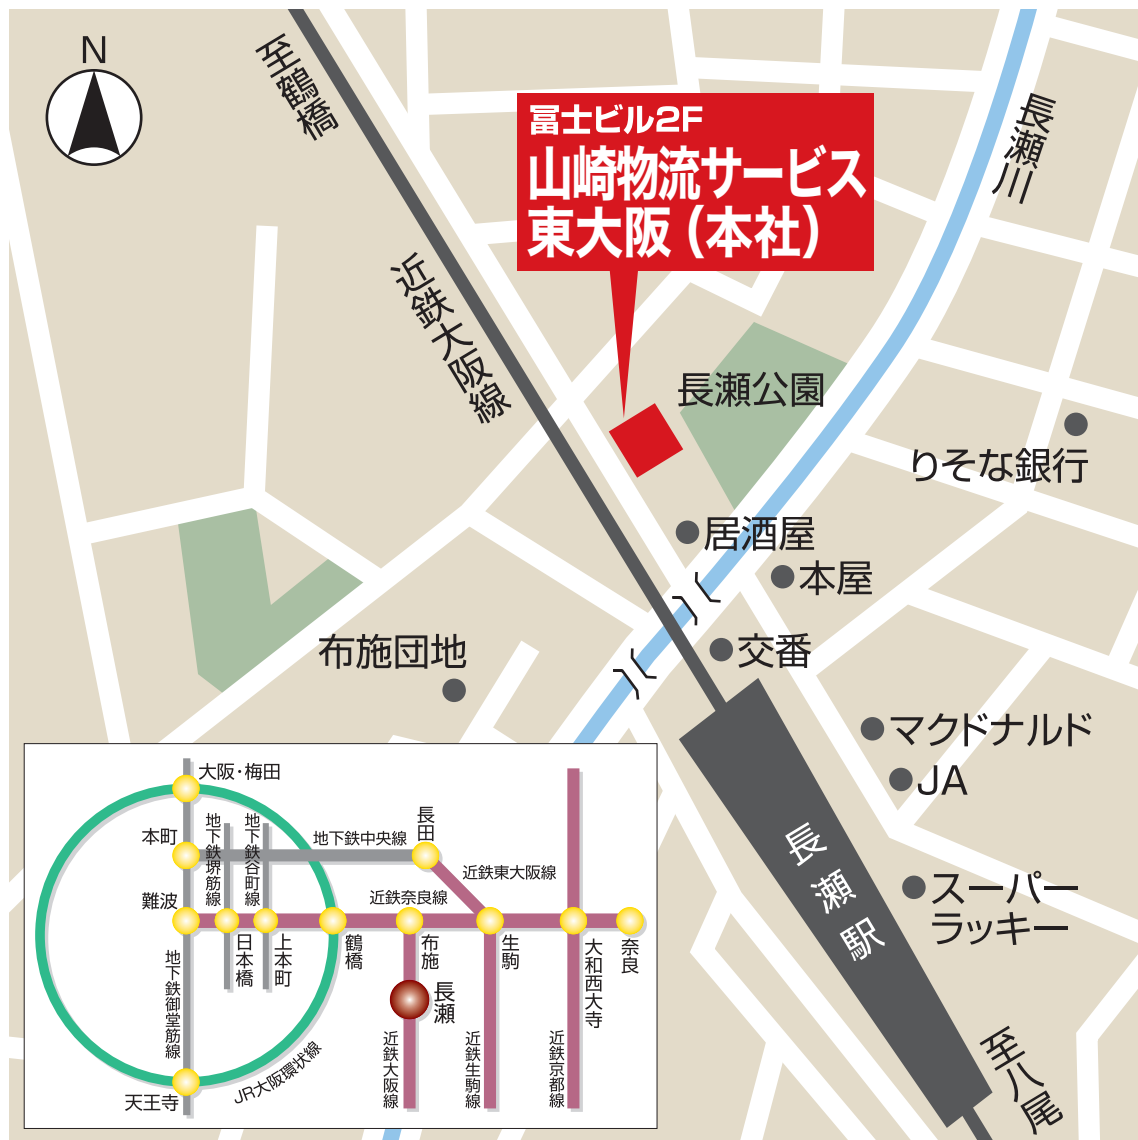 N
至鶴橋
冨士ビル2F
山崎物流サービス
東大阪(本社)
長瀬川
近鉄大阪線
長瀬公園
りそな銀行
居酒屋
本屋
布施団地
交番
マクドナルド
JA
長瀬駅
スーパー
ラッキー
至八尾
大阪・梅田
本町
地下鉄堺筋線
地下鉄谷町線
地下鉄中央線
長田
近鉄東大阪線
近鉄奈良線
難波
日本橋
上本町
鶴橋
布施
生駒
大和西大寺
奈良
長瀬
地下鉄御堂筋線
JR大阪環状線
近鉄大阪線
近鉄生駒線
近鉄京都線
天王寺